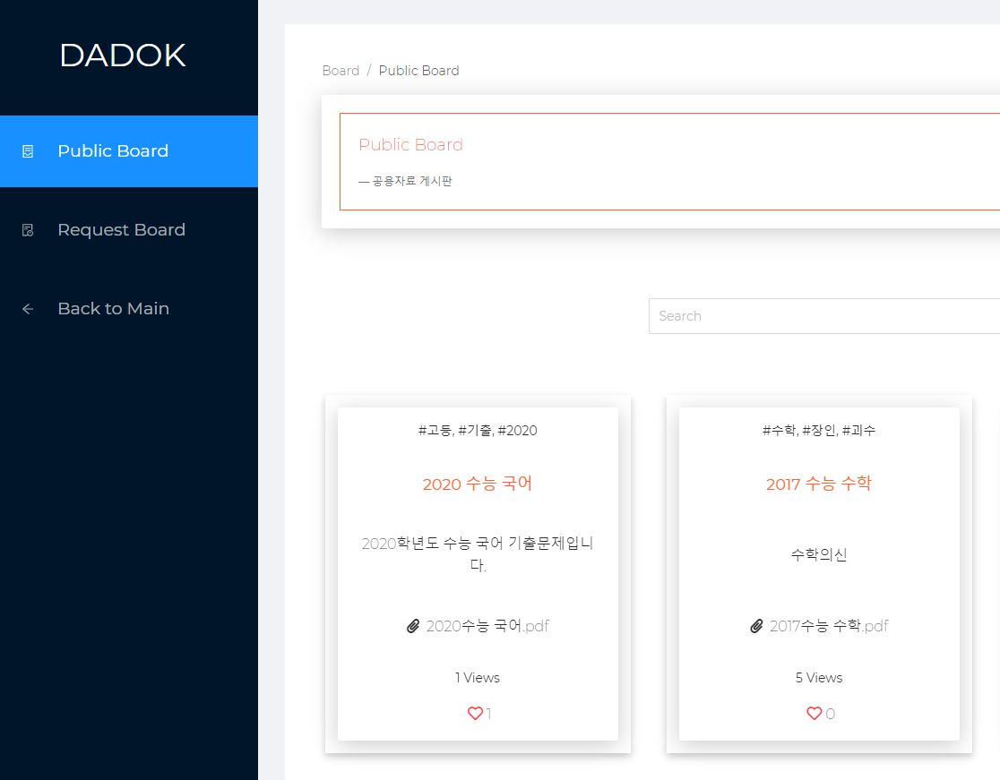 DADOK
Public Board
Request Board
Back to Main
Board / Public Board
Public Board
— 공용자료 게시판
Search
#고등, #기출, #2020
2020 수능 국어
2020학년도 수능 국어 기출문제입니
다.
2020수능 국어.pdf
1 Views
1
#수학, #장인, #괴수
2017 수능 수학
수학의신
2017수능 수학.pdf
5 Views
0